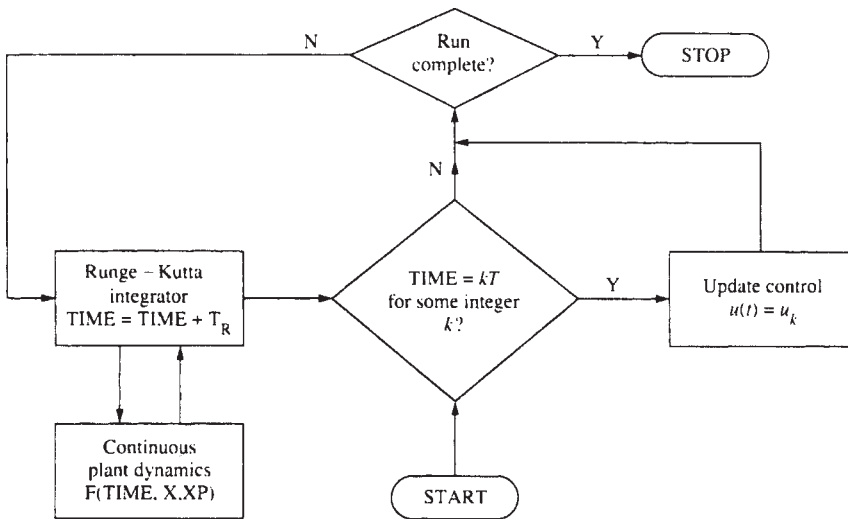 N
Run
complete?
Y
STOP
N
Runge – Kutta
integrator
TIME = TIME + T_R
TIME = kT
for some integer
k?
Y
Update control
u(t) = u_k
Continuous
plant dynamics
F(TIME, X,XP)
START